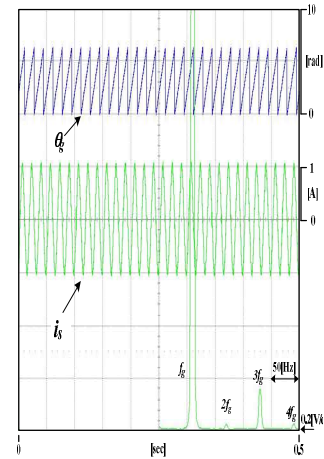 10
[rad]
θg
0
1
[A]
0
is
fg
3fg
50[Hz]
2fg
4fg
0.2[V/
0
[sec]
0.5